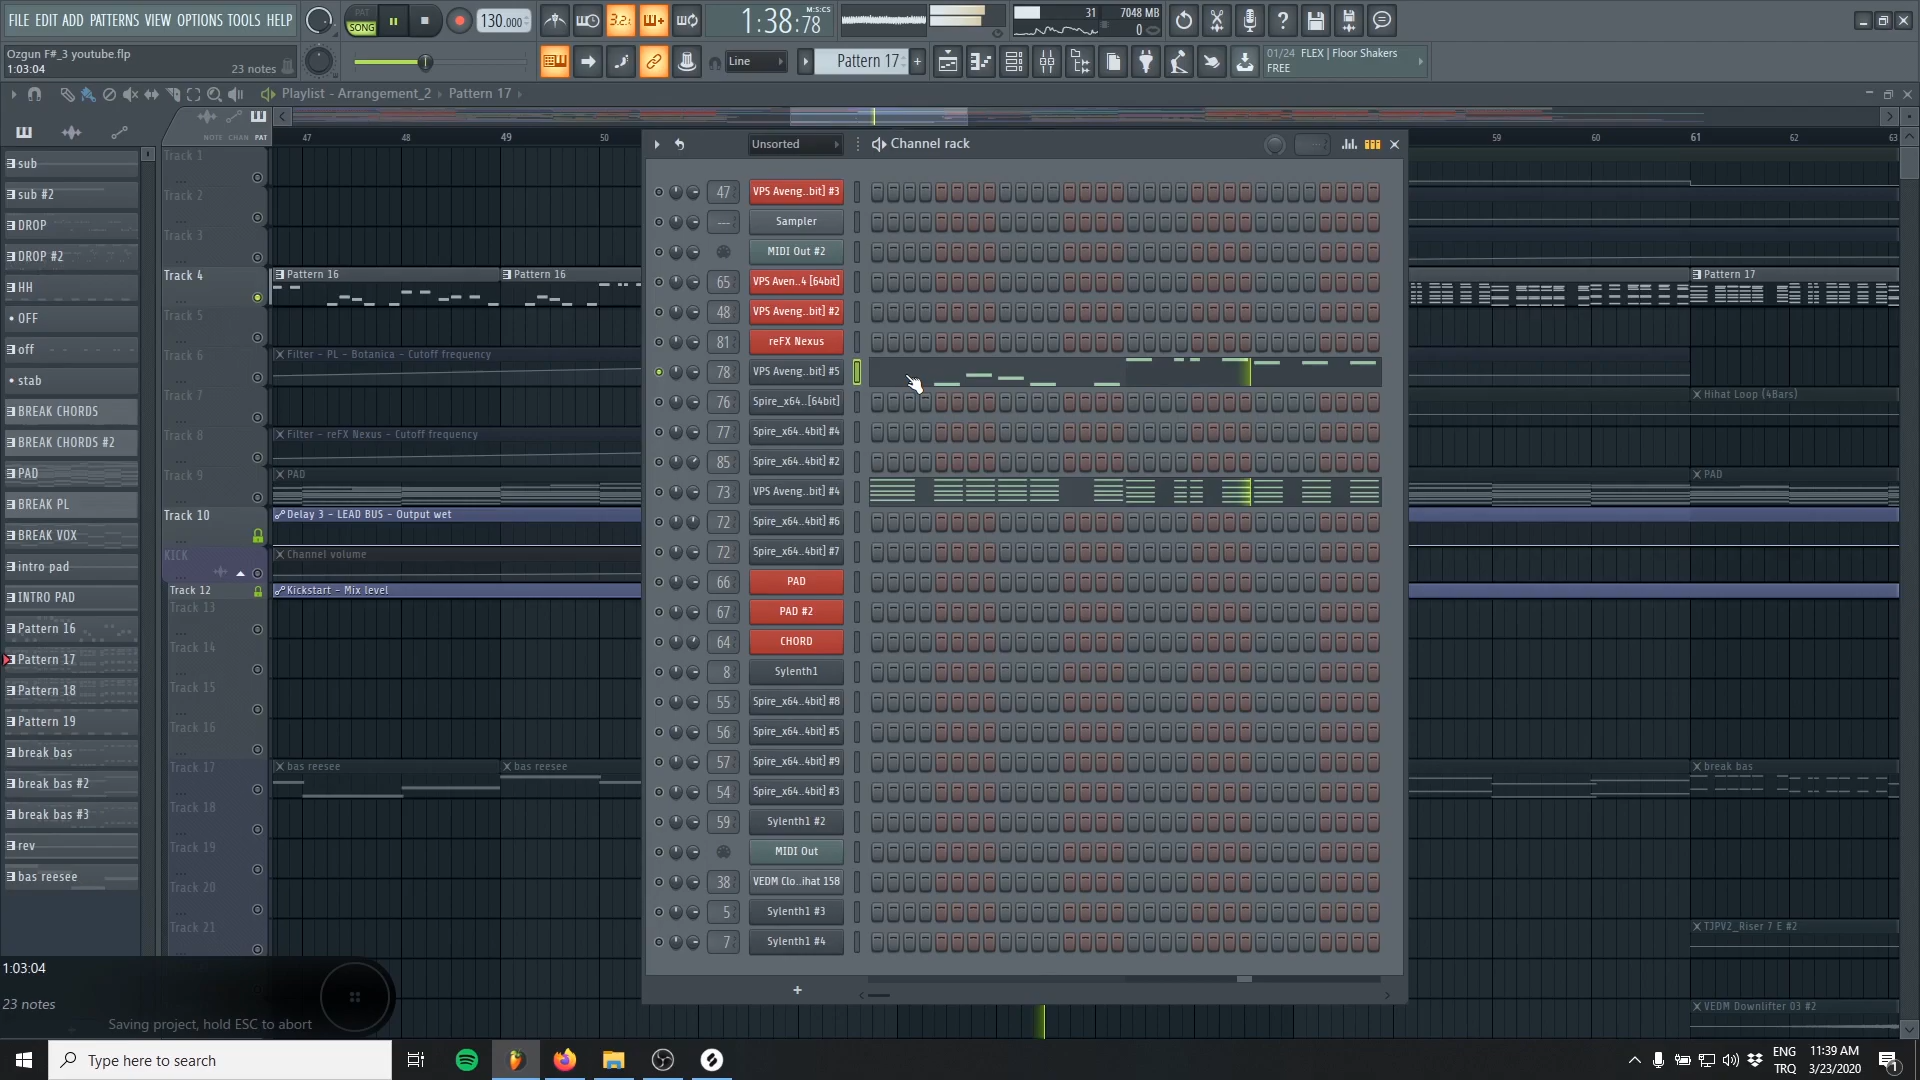 FILE EDIT ADD PATTERNS VIEW OPTIONS TOOLS HELP
PAT
SONG
130.000
3.2.
1:38:78
M:S:CS
31
7048 MB
0
Ozgun F#_3 youtube.flp
1:03:04
23 notes
Line
Pattern 17
01/24 FLEX | Floor Shakers
FREE
Playlist - Arrangement_2 › Pattern 17
NOTE CHAN PAT
47
48
49
50
59
60
61
62
63
sub
sub #2
DROP
DROP #2
HH
OFF
off
stab
BREAK CHORDS
BREAK CHORDS #2
PAD
BREAK PL
BREAK VOX
intro pad
INTRO PAD
Pattern 16
Pattern 17
Pattern 18
Pattern 19
break bas
break bas #2
break bas #3
rev
bas reesee
Track 1
Track 2
Track 3
Track 4
Track 5
Track 6
Track 7
Track 8
Track 9
Track 10
KICK
Track 12
Track 13
Track 14
Track 15
Track 16
Track 17
Track 18
Track 19
Track 20
Track 21
Pattern 16
Pattern 16
Filter - PL - Botanica - Cutoff frequency
Filter - reFX Nexus - Cutoff frequency
PAD
Delay 3 - LEAD BUS - Output wet
Channel volume
Kickstart - Mix level
bas reesee
bas reesee
Unsorted
Channel rack
47 VPS Aveng..bit] #3
--- Sampler
MIDI Out #2
65 VPS Aven..4 [64bit]
48 VPS Aveng..bit] #2
81 reFX Nexus
78 VPS Aveng..bit] #5
76 Spire_x64..[64bit]
77 Spire_x64..4bit] #4
85 Spire_x64..4bit] #2
73 VPS Aveng..bit] #4
72 Spire_x64..4bit] #6
72 Spire_x64..4bit] #7
66 PAD
67 PAD #2
64 CHORD
8 Sylenth1
55 Spire_x64..4bit] #8
56 Spire_x64..4bit] #5
57 Spire_x64..4bit] #9
54 Spire_x64..4bit] #3
59 Sylenth1 #2
MIDI Out
38 VEDM Clo..ihat 158
5 Sylenth1 #3
7 Sylenth1 #4
+
Pattern 17
Hihat Loop (4Bars)
PAD
break bas
TJPV2_Riser 7 E #2
VEDM Downlifter 03 #2
1:03:04
23 notes
Saving project, hold ESC to abort
Type here to search
ENG
TRQ
11:39 AM
3/23/2020
1